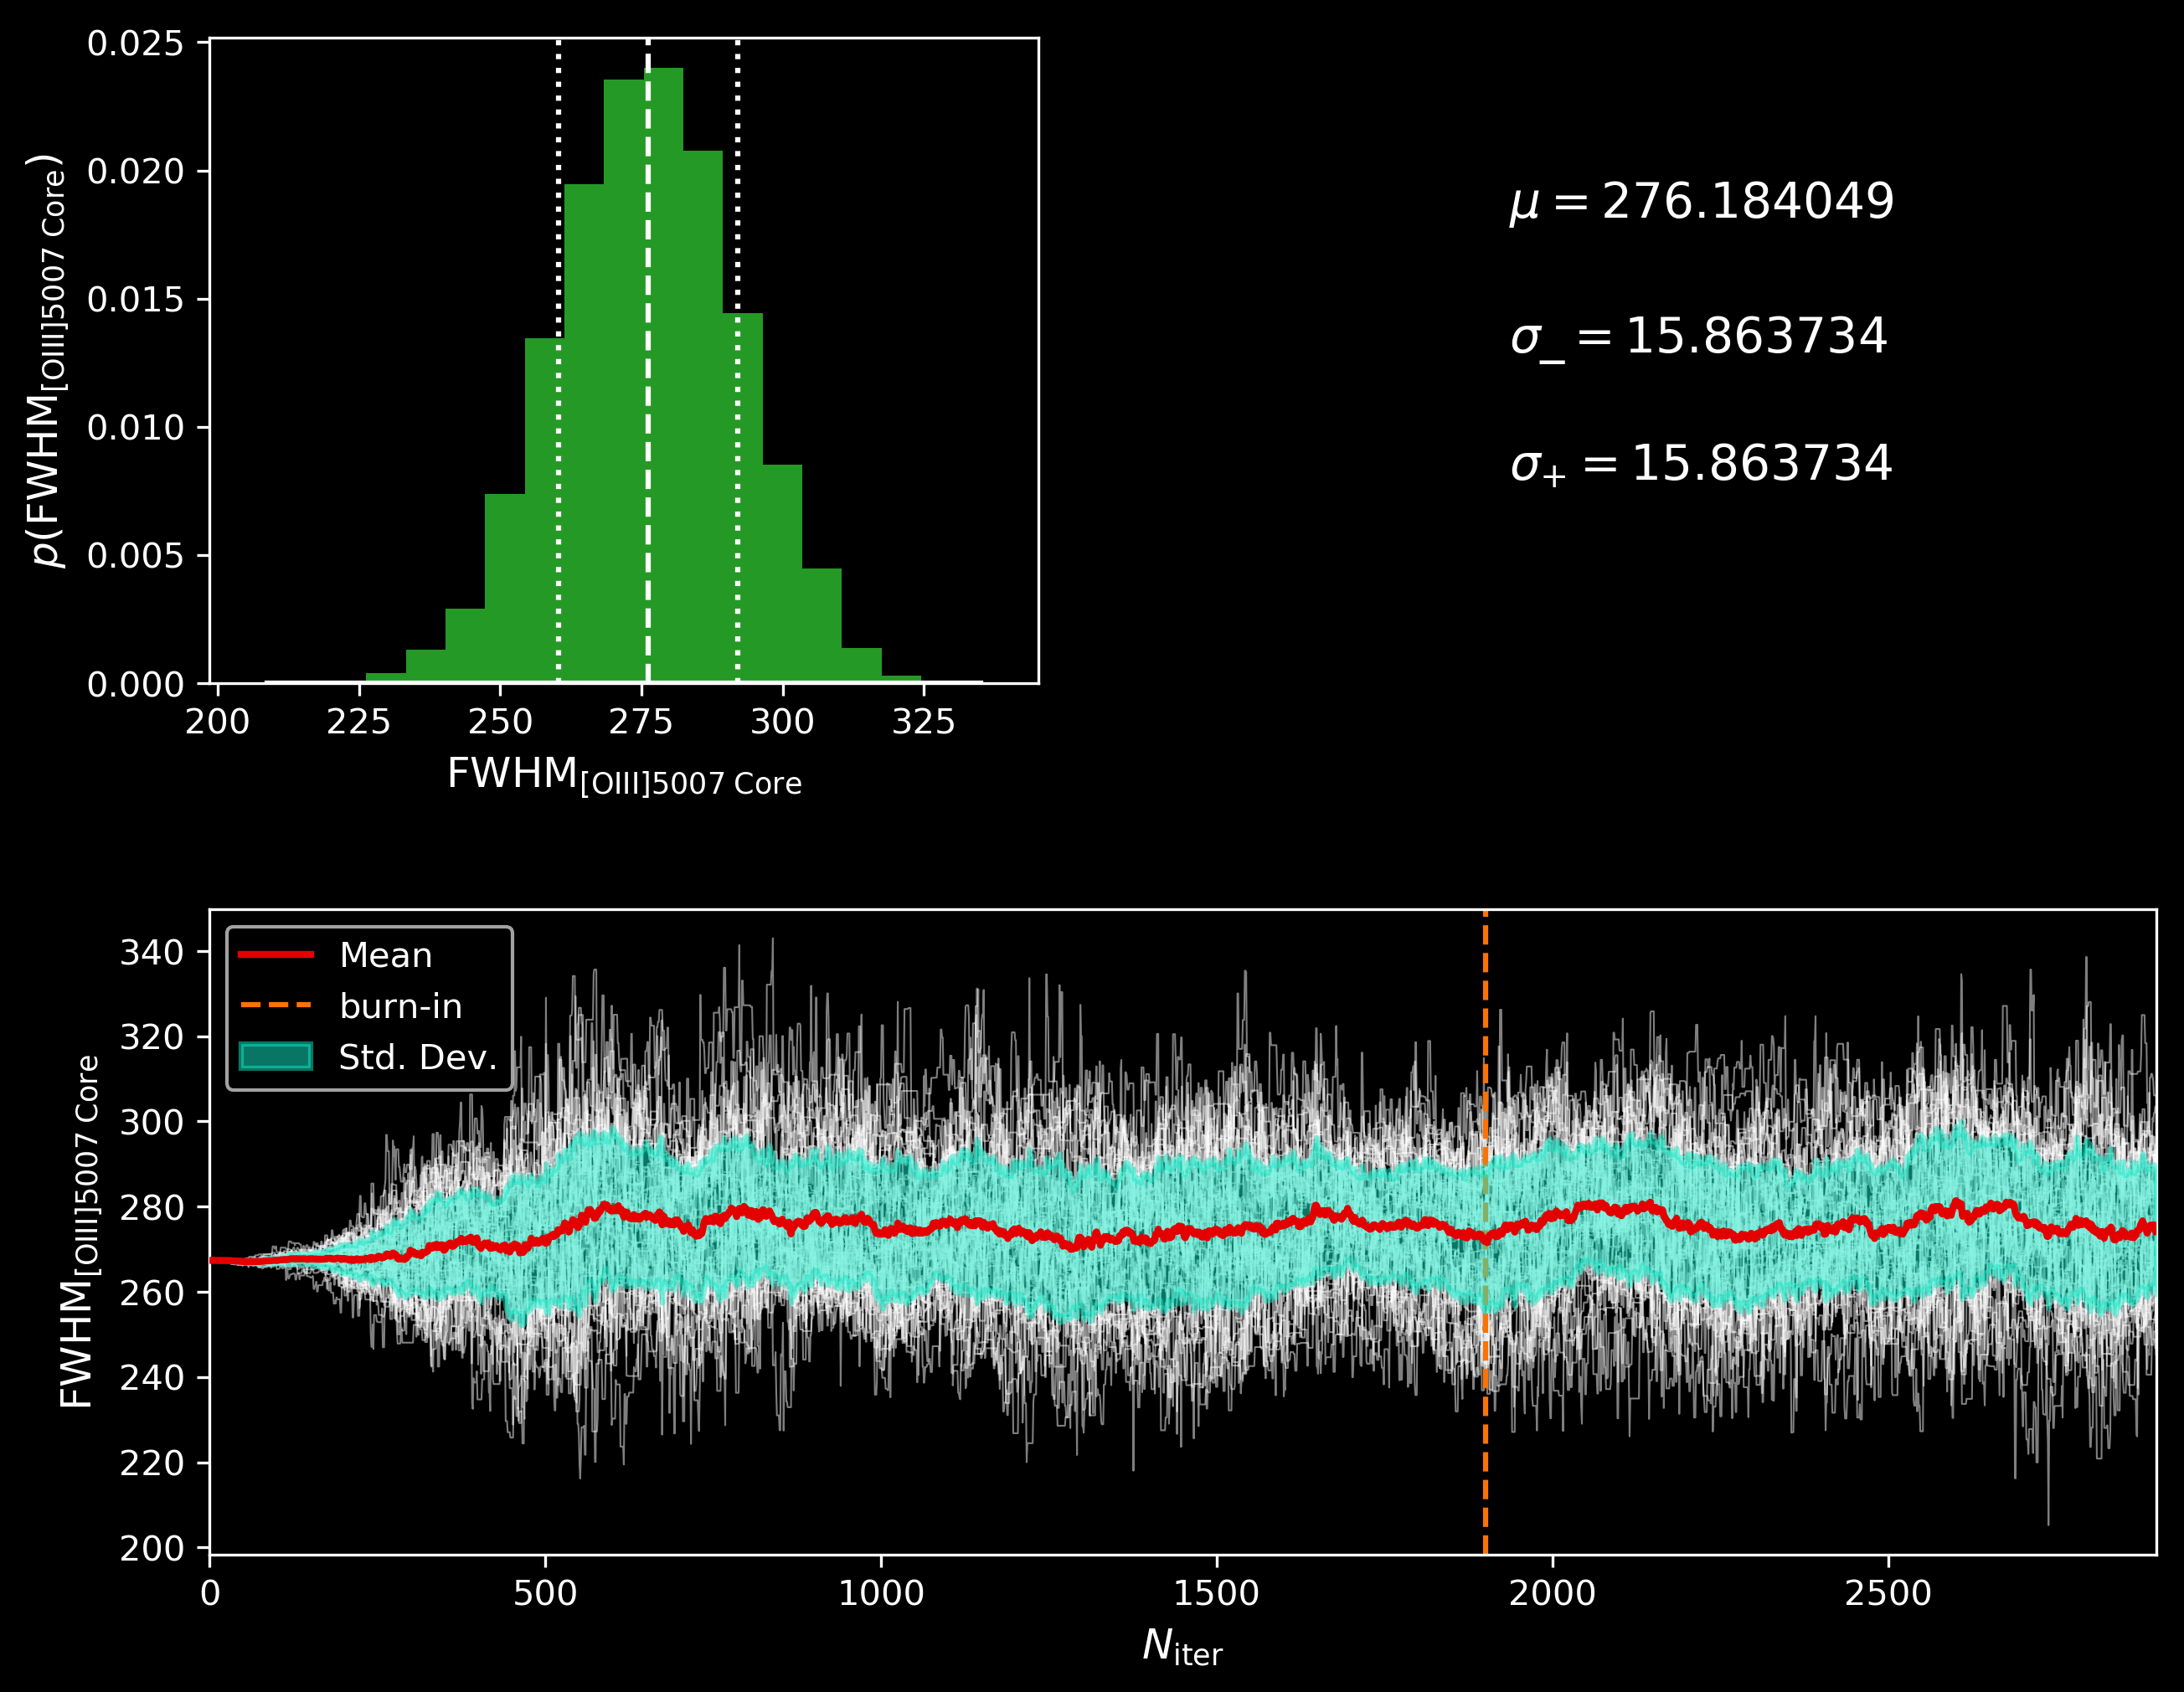 0.025
0.020
0.015
0.010
0.005
0.000
p(FWHM[OIII]5007 Core)
200 225 250 275 300 325
FWHM[OIII]5007 Core
μ = 276.184049
σ− = 15.863734
σ+ = 15.863734
340
320
300
280
260
240
220
200
FWHM[OIII]5007 Core
Mean
burn-in
Std. Dev.
0 500 1000 1500 2000 2500
Niter